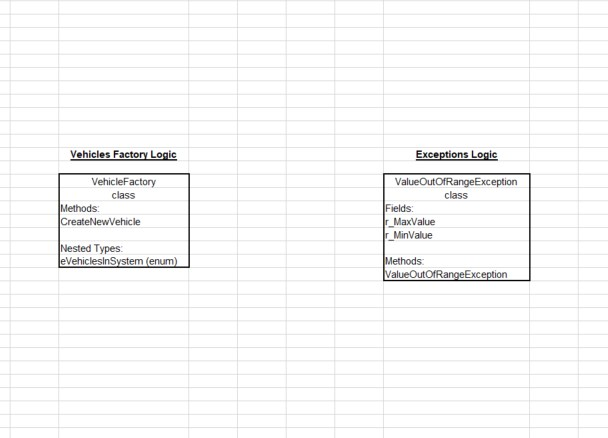 Vehicles Factory Logic
VehicleFactory
class
Methods:
CreateNewVehicle
Nested Types:
eVehiclesInSystem (enum)
Exceptions Logic
ValueOutOfRangeException
class
Fields:
r_MaxValue
r_MinValue
Methods:
ValueOutOfRangeException